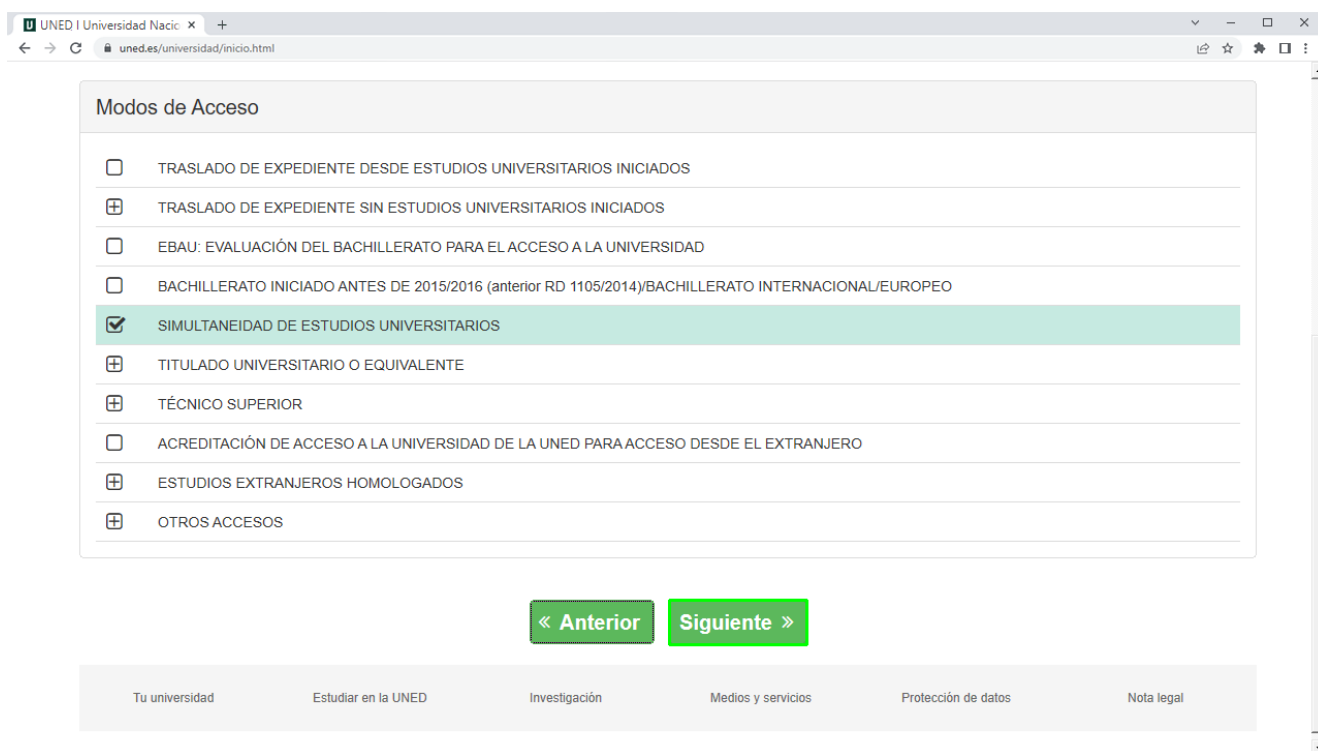 UNED I Universidad Nacio
uned.es/universidad/inicio.html
Modos de Acceso
TRASLADO DE EXPEDIENTE DESDE ESTUDIOS UNIVERSITARIOS INICIADOS
TRASLADO DE EXPEDIENTE SIN ESTUDIOS UNIVERSITARIOS INICIADOS
EBAU: EVALUACIÓN DEL BACHILLERATO PARA EL ACCESO A LA UNIVERSIDAD
BACHILLERATO INICIADO ANTES DE 2015/2016 (anterior RD 1105/2014)/BACHILLERATO INTERNACIONAL/EUROPEO
SIMULTANEIDAD DE ESTUDIOS UNIVERSITARIOS
TITULADO UNIVERSITARIO O EQUIVALENTE
TÉCNICO SUPERIOR
ACREDITACIÓN DE ACCESO A LA UNIVERSIDAD DE LA UNED PARA ACCESO DESDE EL EXTRANJERO
ESTUDIOS EXTRANJEROS HOMOLOGADOS
OTROS ACCESOS
« Anterior Siguiente »
Tu universidad Estudiar en la UNED Investigación Medios y servicios Protección de datos Nota legal